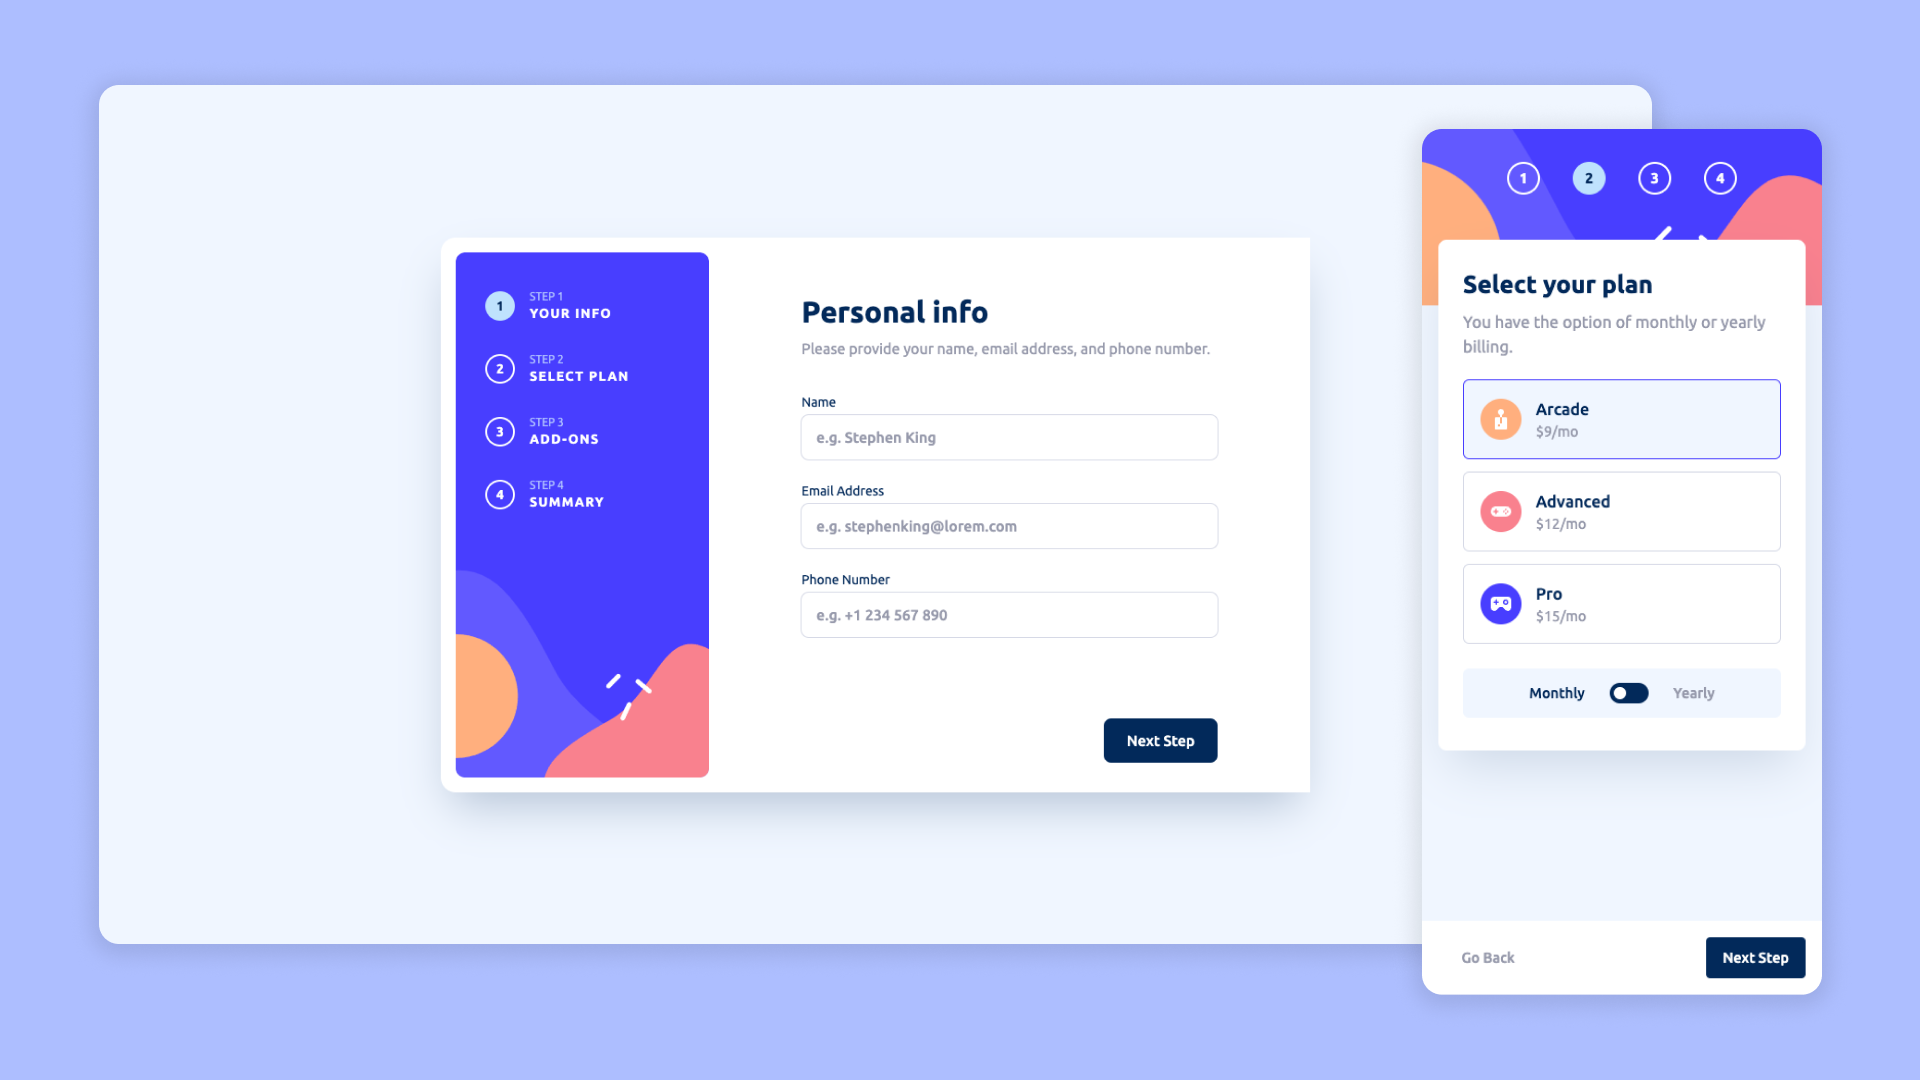 1
STEP 1
YOUR INFO
2
STEP 2
SELECT PLAN
3
STEP 3
ADD-ONS
4
STEP 4
SUMMARY
Personal info
Please provide your name, email address, and phone number.
Name
e.g. Stephen King
Email Address
e.g. stephenking@lorem.com
Phone Number
e.g. +1 234 567 890
Next Step
1 2 3 4
Select your plan
You have the option of monthly or yearly
billing.
Arcade
$9/mo
Advanced
$12/mo
Pro
$15/mo
Monthly Yearly
Go Back Next Step